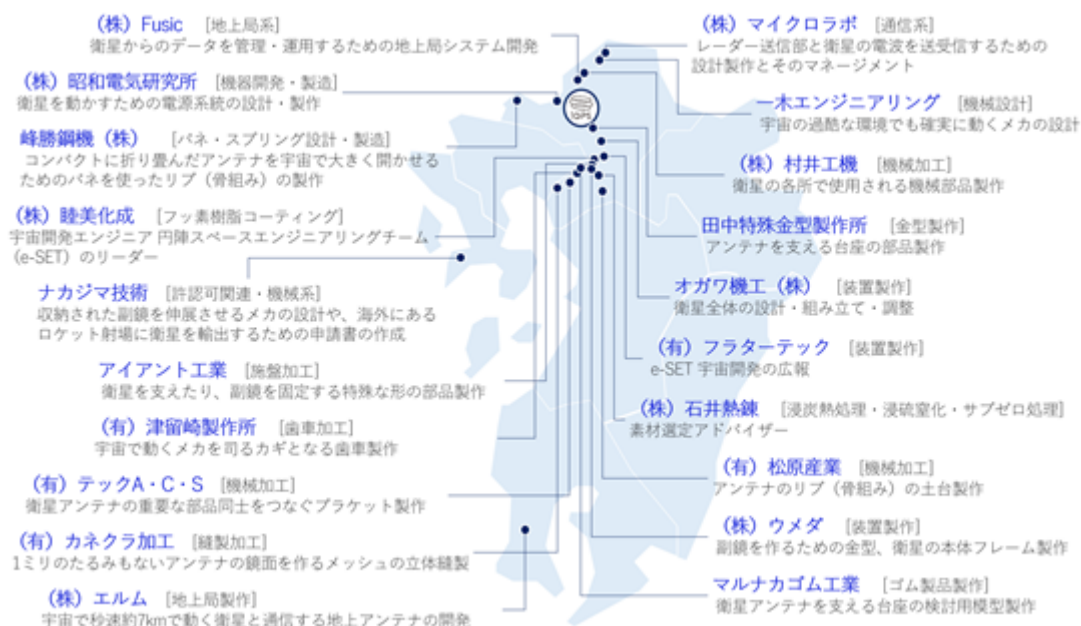 (株) Fusic [地上局系]
衛星からのデータを管理・運用するための地上局システム開発
(株) 昭和電気研究所 [機器開発・製造]
衛星を動かすための電源系統の設計・製作
峰勝鋼機 (株) [バネ・スプリング設計・製造]
コンパクトに折り畳んだアンテナを宇宙で大きく開かせる
ためのバネを使ったリブ (骨組み) の製作
(株) 睦美化成 [フッ素樹脂コーティング]
宇宙開発エンジニア 円陣スペースエンジニアリングチーム
(e-SET) のリーダー
ナカジマ技術 [許認可関連・機械系]
収納された副鏡を伸展させるメカの設計や、海外にある
ロケット射場に衛星を輸出するための申請書の作成
アイアント工業 [施盤加工]
衛星を支えたり、副鏡を固定する特殊な形の部品製作
(有) 津留崎製作所 [歯車加工]
宇宙で動くメカを司るカギとなる歯車製作
(有) テックA・C・S [機械加工]
衛星アンテナの重要な部品同士をつなぐブラケット製作
(有) カネクラ加工 [縫製加工]
1ミリのたるみもないアンテナの鏡面を作るメッシュの立体縫製
(株) エルム [地上局製作]
宇宙で秒速約7kmで動く衛星と通信する地上アンテナの開発
(株) マイクロラボ [通信系]
レーダー送信部と衛星の電波を送受信するための
設計製作とそのマネージメント
一木エンジニアリング [機械設計]
宇宙の過酷な環境でも確実に動くメカの設計
(株) 村井工機 [機械加工]
衛星の各所で使用される機械部品製作
田中特殊金型製作所 [金型製作]
アンテナを支える台座の部品製作
オガワ機工 (株) [装置製作]
衛星全体の設計・組み立て・調整
(有) フラターテック [装置製作]
e-SET 宇宙開発の広報
(株) 石井熱錬 [浸炭熱処理・浸硫窒化・サブゼロ処理]
素材選定アドバイザー
(有) 松原産業 [機械加工]
アンテナのリブ (骨組み) の土台製作
(株) ウメダ [装置製作]
副鏡を作るための金型、衛星の本体フレーム製作
マルナカゴム工業 [ゴム製品製作]
衛星アンテナを支える台座の検討用模型製作